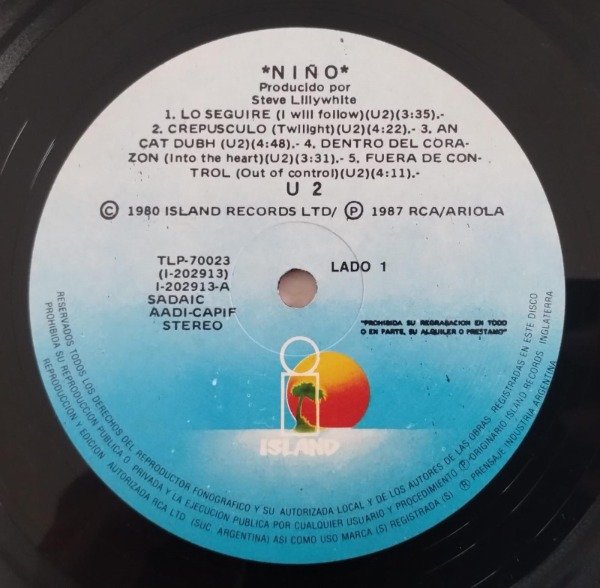 *NIÑO*
Producido por
Steve Lillywhite
1. LO SEGUIRE (I will follow)(U2)(3:35).-
2. CREPUSCULO (Twilight)(U2)(4:22).- 3. AN
CAT DUBH (U2)(4:48).- 4. DENTRO DEL CORA-
ZON (Into the heart)(U2)(3:31).- 5. FUERA DE CON-
TROL (Out of control)(U2)(4:11).-
U 2
© 1980 ISLAND RECORDS LTD/ Ⓟ 1987 RCA/ARIOLA
TLP-70023
(I-202913)
I-202913-A
SADAIC
AADI-CAPIF
STEREO
LADO 1
"PROHIBIDA SU REGRABACION EN TODO
O EN PARTE, SU ALQUILER O PRESTAMO"
ISLAND
RESERVADOS TODOS LOS DERECHOS DEL REPRODUCTOR FONOGRAFICO Y SU AUTORIZADA LOCAL Y DE LOS AUTORES DE LAS OBRAS REGISTRADAS EN ESTE DISCO
PROHIBIDA SU REPRODUCCION PUBLICA O PRIVADA Y LA EJECUCION PUBLICA POR CUALQUIER USUARIO Y PROCEDIMIENTO Ⓟ ORIGINARIO ISLAND RECORDS INGLATERRA
REPRODUCCION Y EDICION AUTORIZADA RCA LTD (SUC. ARGENTINA) ASI COMO USO MARCA (S) REGISTRADA (S) Ⓡ PRENSAJE INDUSTRIA ARGENTINA